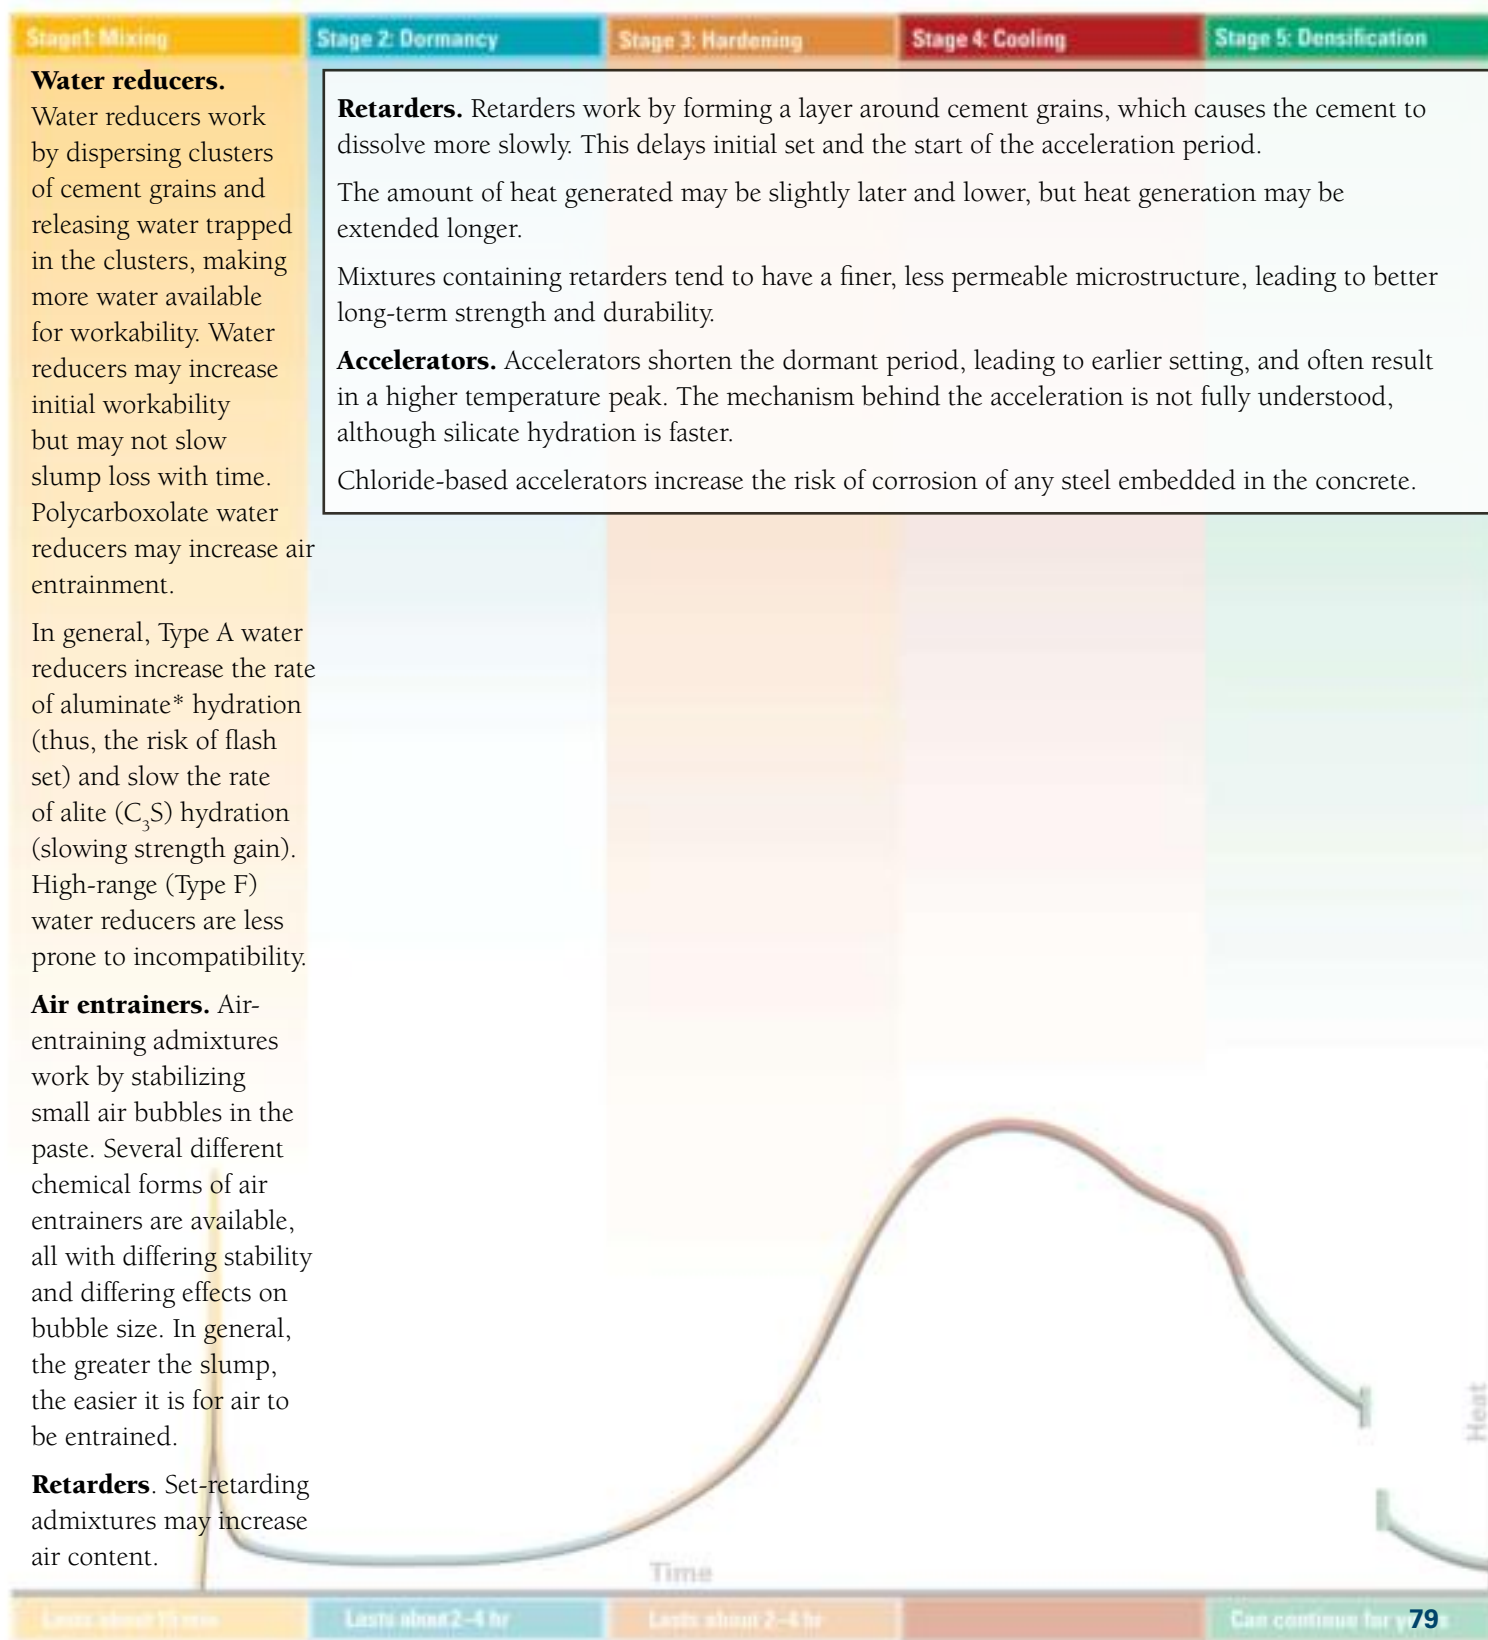 Stage1: Mixing
Stage 2: Dormancy
Stage 3: Hardening
Stage 4: Cooling
Stage 5: Densification
Water reducers.
Water reducers work
by dispersing clusters
of cement grains and
releasing water trapped
in the clusters, making
more water available
for workability. Water
reducers may increase
initial workability
but may not slow
slump loss with time.
Polycarboxolate water
reducers may increase air
entrainment.
In general, Type A water
reducers increase the rate
of aluminate* hydration
(thus, the risk of flash
set) and slow the rate
of alite (C₃S) hydration
(slowing strength gain).
High-range (Type F)
water reducers are less
prone to incompatibility.
Air entrainers. Air-
entraining admixtures
work by stabilizing
small air bubbles in the
paste. Several different
chemical forms of air
entrainers are available,
all with differing stability
and differing effects on
bubble size. In general,
the greater the slump,
the easier it is for air to
be entrained.
Retarders. Set-retarding
admixtures may increase
air content.
Retarders. Retarders work by forming a layer around cement grains, which causes the cement to
dissolve more slowly. This delays initial set and the start of the acceleration period.
The amount of heat generated may be slightly later and lower, but heat generation may be
extended longer.
Mixtures containing retarders tend to have a finer, less permeable microstructure, leading to better
long-term strength and durability.
Accelerators. Accelerators shorten the dormant period, leading to earlier setting, and often result
in a higher temperature peak. The mechanism behind the acceleration is not fully understood,
although silicate hydration is faster.
Chloride-based accelerators increase the risk of corrosion of any steel embedded in the concrete.
Heat
Time
Lasts about 15 min
Lasts about 2–4 hr
Lasts about 2–4 hr
Can continue for
79